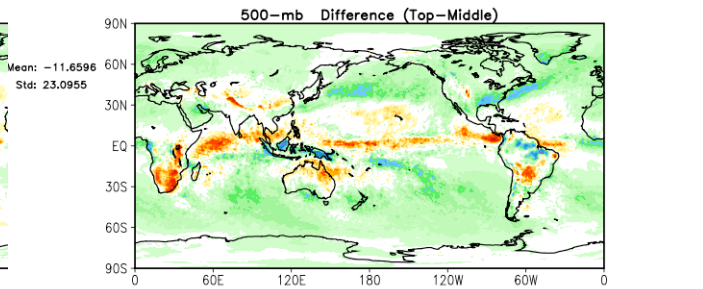 500-mb Difference (Top-Middle)
90N
60N
Mean: -11.6596
Std: 23.0955
30N
EQ
30S
60S
90S
0 60E 120E 180 120W 60W 0